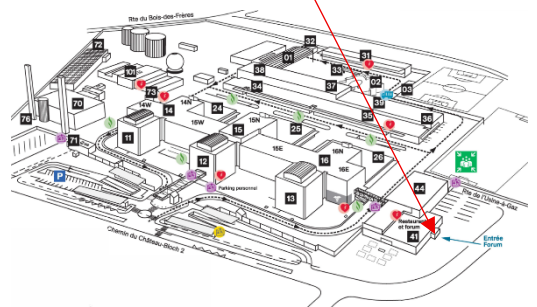 Rte du Bois-des-Frères
72
32
01
31
101
38
33
02
03
73
34
37
39
14N
14W
14
24
70
35
36
76
15N
15W
15
25
11
71
15E
16N
26
12
16
16E
P
Parking personnel
13
44
Rte de l'Usine-à-Gaz
Restaurant
et forum
41
Entrée
Forum
Chemin du Château-Bloch 2